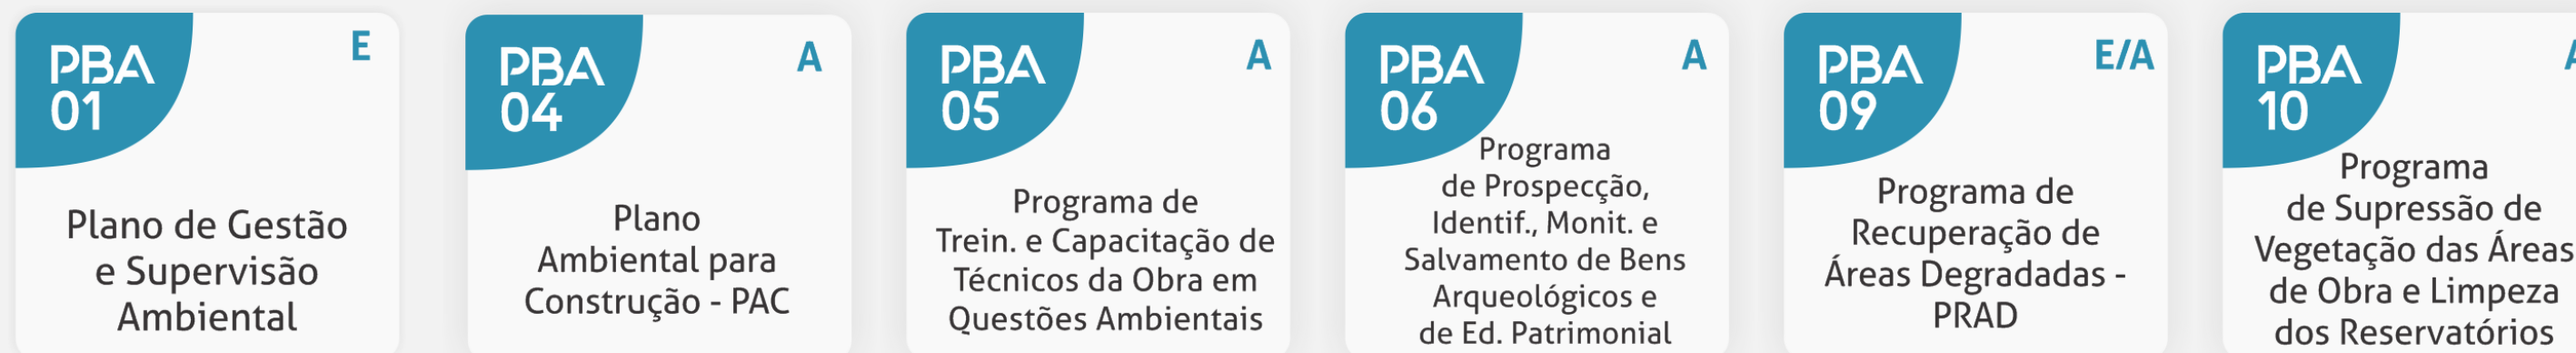 PBA
01
E
Plano de Gestão
e Supervisão
Ambiental
PBA
04
A
Plano
Ambiental para
Construção - PAC
PBA
05
A
Programa de
Trein. e Capacitação de
Técnicos da Obra em
Questões Ambientais
PBA
06
A
Programa
de Prospecção,
Identif., Monit. e
Salvamento de Bens
Arqueológicos e
de Ed. Patrimonial
PBA
09
E/A
Programa de
Recuperação de
Áreas Degradadas -
PRAD
PBA
10
Programa
de Supressão de
Vegetação das Áreas
de Obra e Limpeza
dos Reservatórios